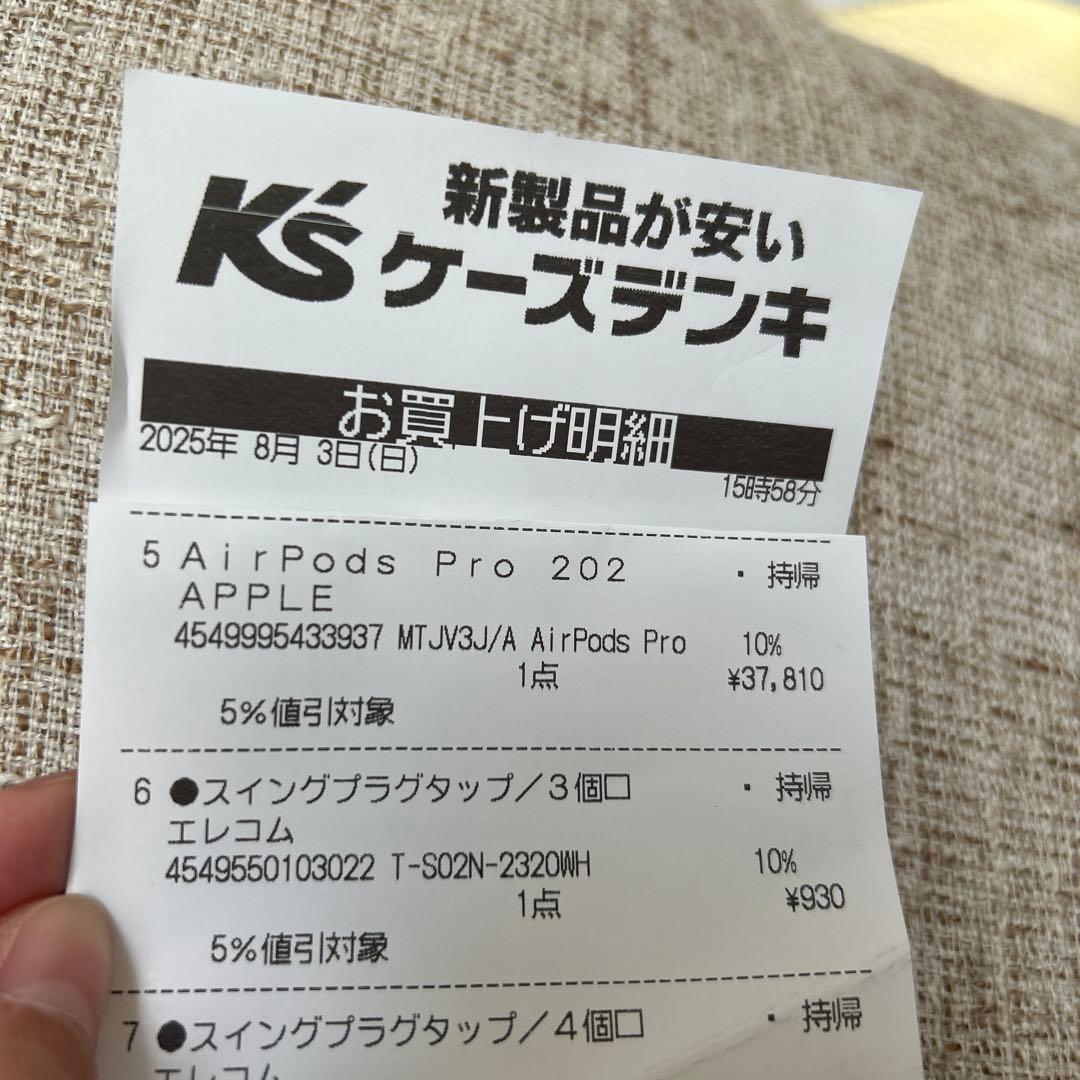 新製品が安い
K's ケーズデンキ
お買上げ明細
2025年 8月 3日(日)
15時58分
5 AirPods Pro 202 ・ 持帰
APPLE
4549995433937 MTJV3J/A AirPods Pro 10%
1点 ¥37,810
5%値引対象
6 ●スイングプラグタップ/3個口 ・ 持帰
エレコム
4549550103022 T-S02N-2320WH 10%
1点 ¥930
5%値引対象
7 ●スイングプラグタップ/4個口 ・ 持帰
エレコム